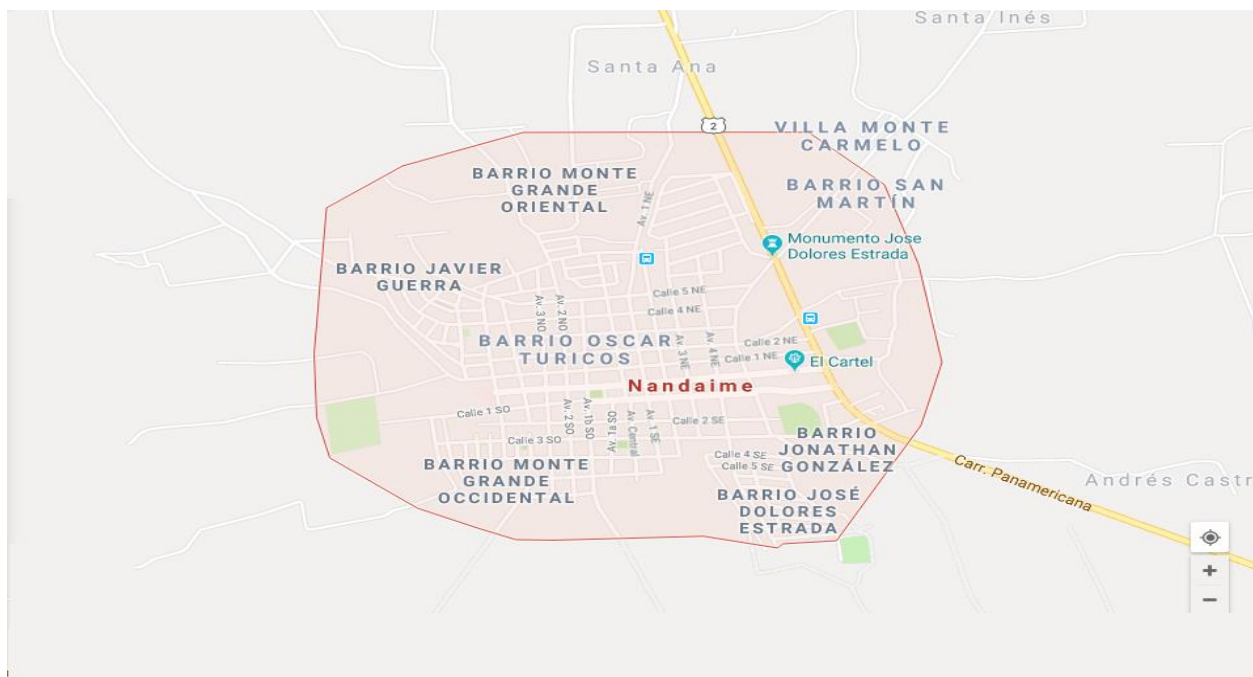 Santa Inés
Santa Ana
2
VILLA MONTE
CARMELO
BARRIO MONTE
GRANDE
ORIENTAL
BARRIO SAN
MARTÍN
Av. 1 NE
Monumento Jose
Dolores Estrada
BARRIO JAVIER
GUERRA
Calle 5 NE
Av. 3 NO
Av. 2 NO
Calle 4 NE
BARRIO OSCAR
TURICOS
Av. 3 NE
Av. 4 NE
Calle 2 NE
Calle 1 NE
El Cartel
Nandaime
Calle 1 SO
Av. 2 SO
Av. 1b SO
Av. 1a SO
Av. Central
Av. 1 SE
Calle 2 SE
Calle 3 SO
BARRIO
JONATHAN
GONZÁLEZ
Calle 4 SE
Calle 5 SE
BARRIO MONTE
GRANDE
OCCIDENTAL
Carr. Panamericana
Andrés Castr
BARRIO JOSÉ
DOLORES
ESTRADA
+
−